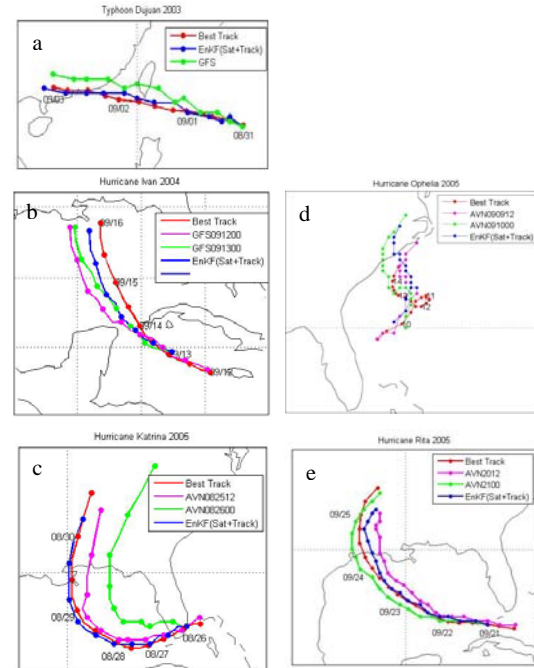 Typhoon Dujuan 2003
a
Best Track
EnKF(Sat+Track)
GFS
09/03
09/02
09/01
08/31
Hurricane Ivan 2004
b
Best Track
GFS091200
GFS091300
EnKF(Sat+Track)
09/16
09/15
09/14
09/13
09/12
Hurricane Ophelia 2005
d
Best Track
AVN090912
AVN091000
EnKF(Sat+Track)
Hurricane Katrina 2005
c
Best Track
AVN082512
AVN082600
EnKF(Sat+Track)
08/30
08/29
08/28
08/27
08/26
Hurricane Rita 2005
e
Best Track
AVN2012
AVN2100
EnKF(Sat+Track)
09/25
09/24
09/23
09/22
09/21